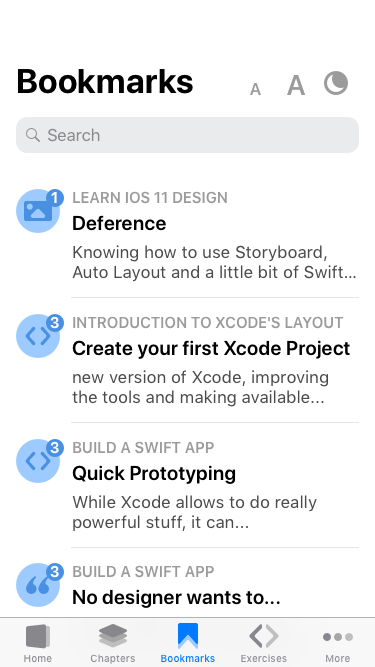 Bookmarks A A
Search
1 LEARN IOS 11 DESIGN
Deference
Knowing how to use Storyboard,
Auto Layout and a little bit of Swift...
3 INTRODUCTION TO XCODE'S LAYOUT
Create your first Xcode Project
new version of Xcode, improving
the tools and making available...
3 BUILD A SWIFT APP
Quick Prototyping
While Xcode allows to do really
powerful stuff, it can...
3 BUILD A SWIFT APP
No designer wants to...
Home Chapters Bookmarks Exercises More